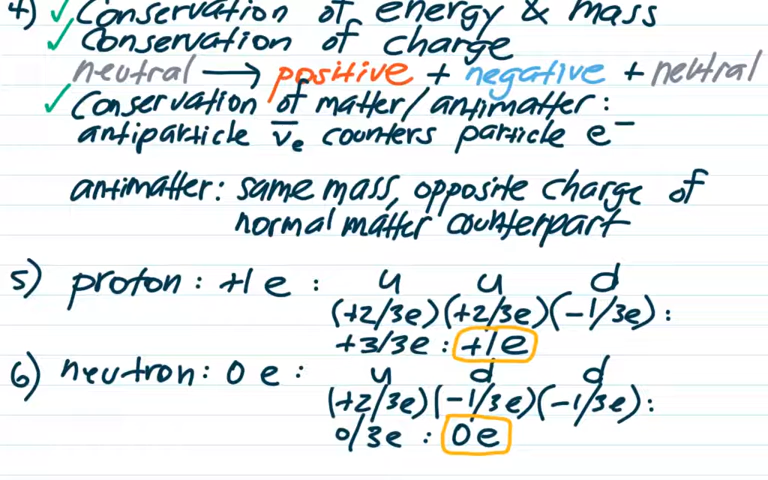 4) ✓ Conservation of energy & mass
✓ Conservation of charge
neutral → positive + negative + neutral
✓ Conservation of matter/antimatter:
antiparticle ν̅e counters particle e⁻
antimatter: same mass, opposite charge of
normal matter counterpart
5) proton: +1 e: u u d
(+2/3e)(+2/3e)(-1/3e):
+3/3e: +1e
6) neutron: 0 e: u d d
(+2/3e)(-1/3e)(-1/3e):
0/3e: 0e